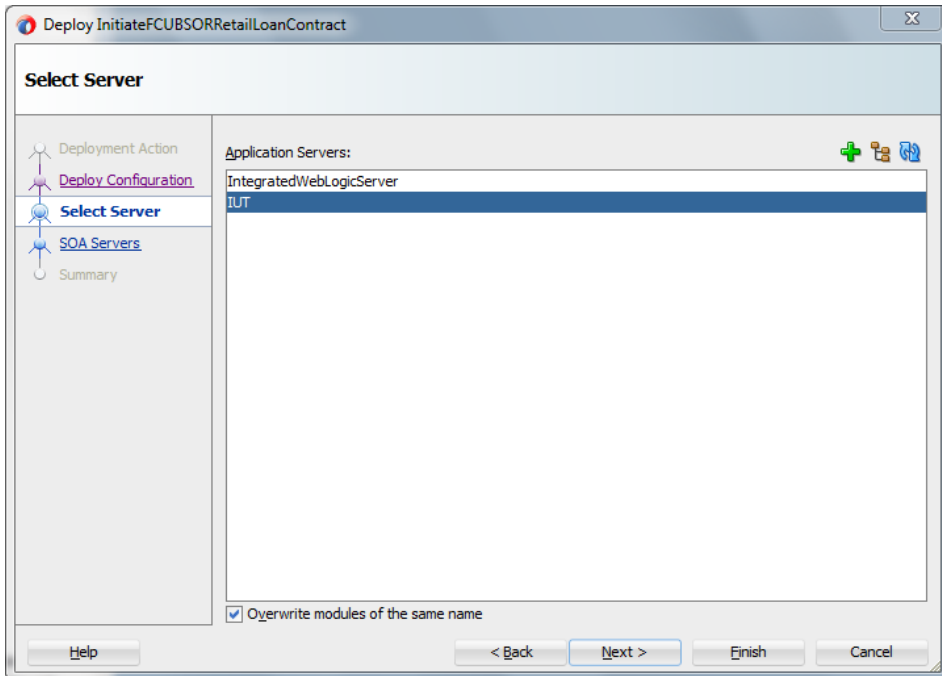 Deploy InitiateFCUBSORRetailLoanContract
Select Server
Deployment Action
Deploy Configuration
Select Server
SOA Servers
Summary
Application Servers:
IntegratedWebLogicServer
IUT
Overwrite modules of the same name
Help
< Back
Next >
Finish
Cancel